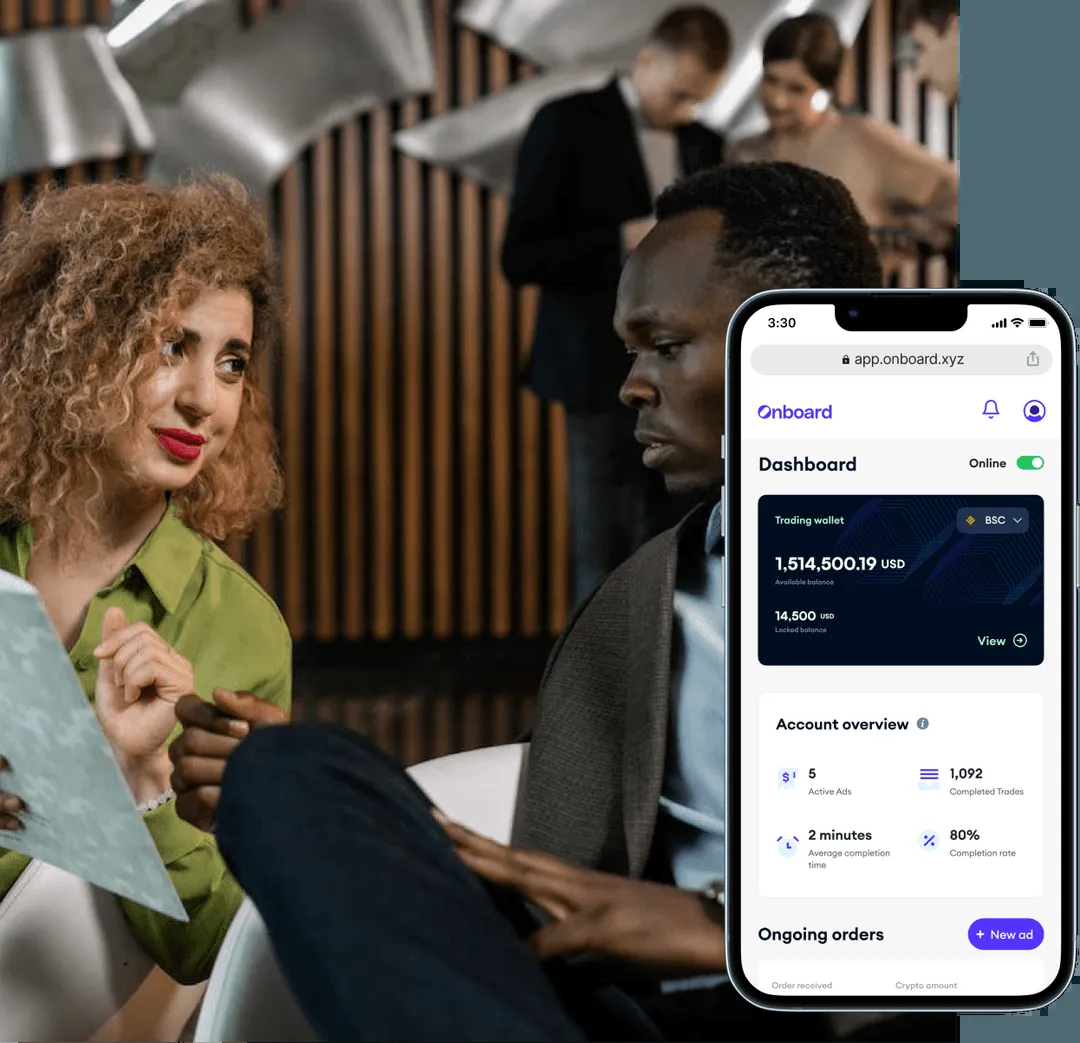 3:30
app.onboard.xyz
Onboard
Dashboard
Online
Trading wallet
BSC
1,514,500.19 USD
Available balance
14,500 USD
Locked balance
View
Account overview
5
Active Ads
1,092
Completed Trades
2 minutes
Average completion
time
80%
Completion rate
Ongoing orders
+ New ad
Order received
Crypto amount